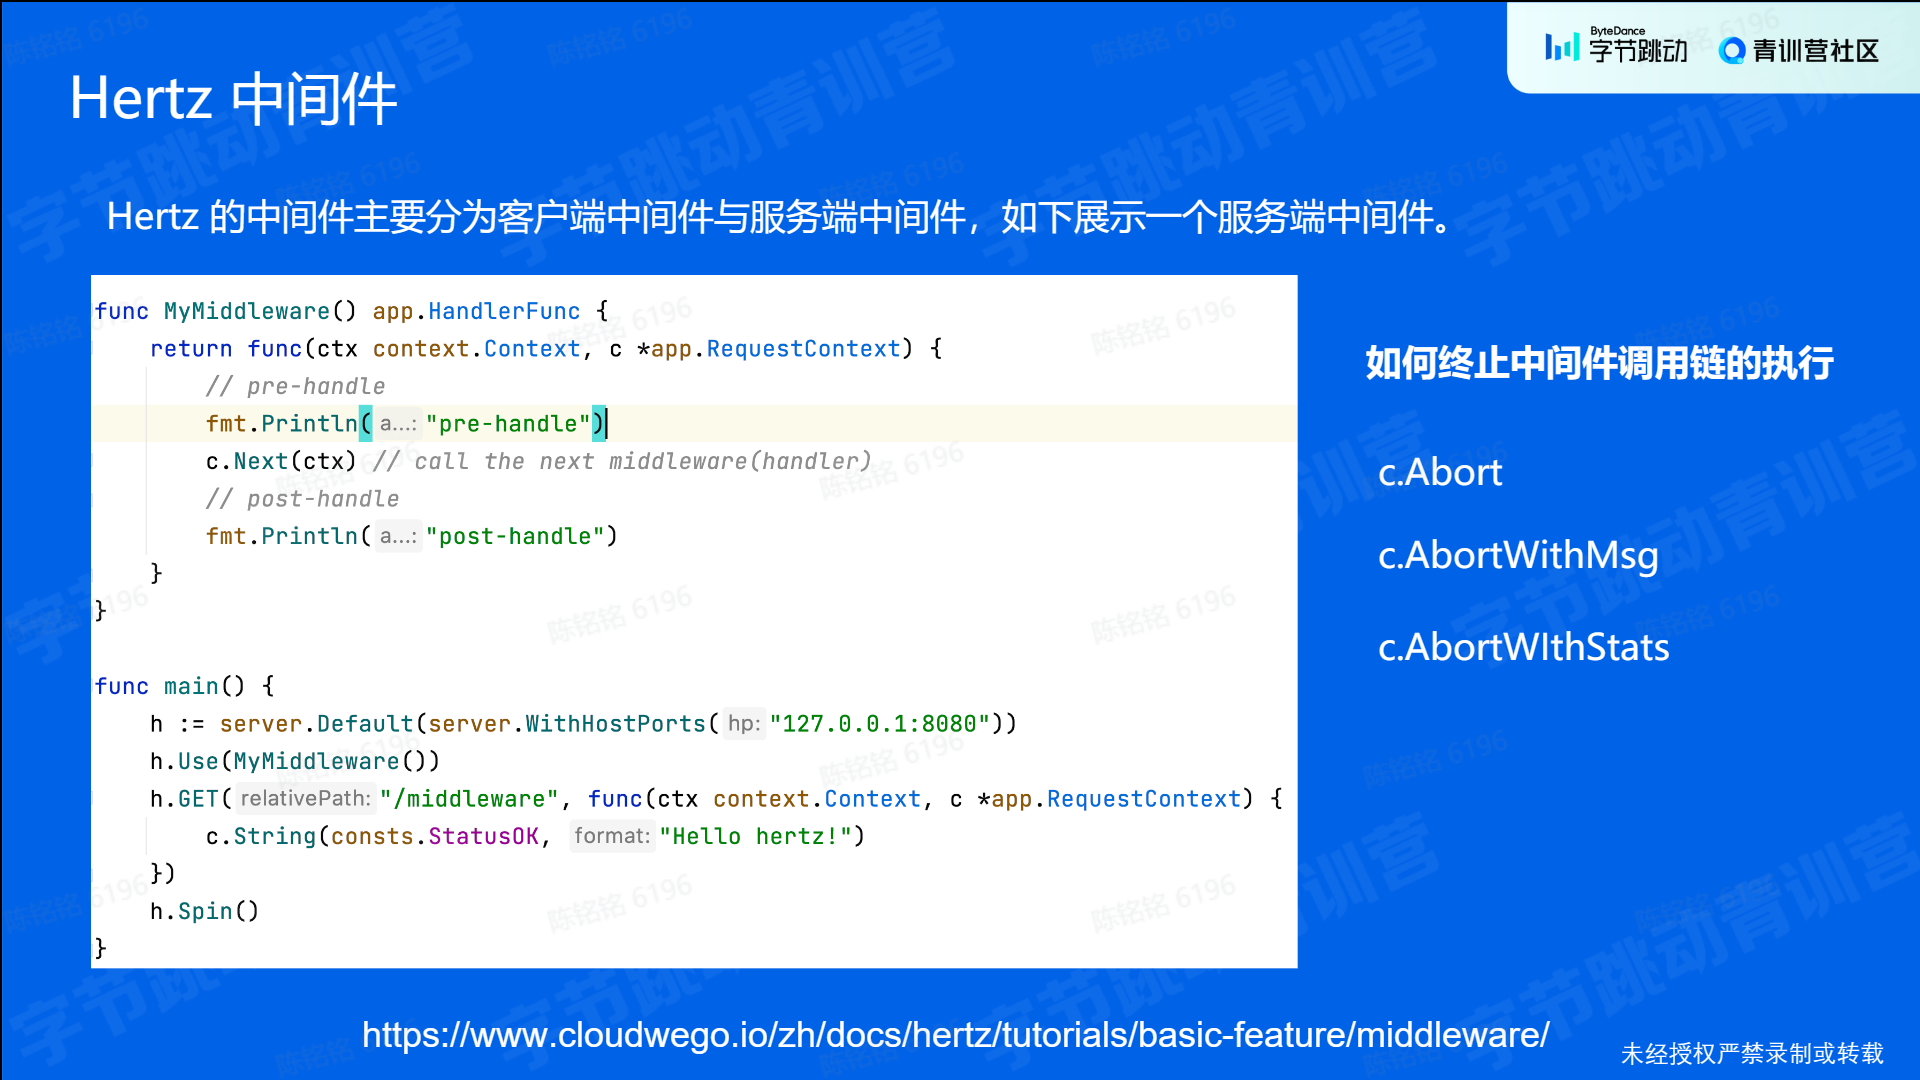 ByteDance
字节跳动
青训营社区
Hertz 中间件
Hertz 的中间件主要分为客户端中间件与服务端中间件，如下展示一个服务端中间件。
func MyMiddleware() app.HandlerFunc {
    return func(ctx context.Context, c *app.RequestContext) {
        // pre-handle
        fmt.Println( a...: "pre-handle")
        c.Next(ctx) // call the next middleware(handler)
        // post-handle
        fmt.Println( a...: "post-handle")
    }
}
func main() {
    h := server.Default(server.WithHostPorts( hp: "127.0.0.1:8080"))
    h.Use(MyMiddleware())
    h.GET( relativePath: "/middleware", func(ctx context.Context, c *app.RequestContext) {
        c.String(consts.StatusOK, format: "Hello hertz!")
    })
    h.Spin()
}
如何终止中间件调用链的执行
c.Abort
c.AbortWithMsg
c.AbortWIthStats
https://www.cloudwego.io/zh/docs/hertz/tutorials/basic-feature/middleware/
未经授权严禁录制或转载
字节跳动青训营
陈铭铭 6196